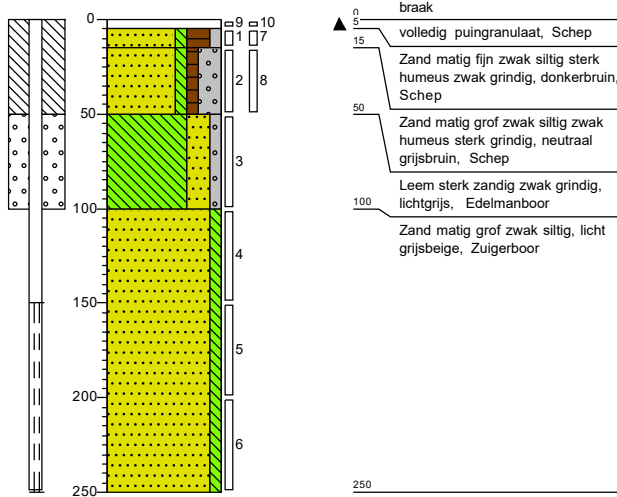 0
50
100
150
200
250
9 10
1 7
2 8
3
4
5
6
0
braak
5
volledig puingranulaat, Schep
15
Zand matig fijn zwak siltig sterk
humeus zwak grindig, donkerbruin,
Schep
50
Zand matig grof zwak siltig zwak
humeus sterk grindig, neutraal
grijsbruin, Schep
Leem sterk zandig zwak grindig,
lichtgrijs, Edelmanboor
100
Zand matig grof zwak siltig, licht
grijsbeige, Zuigerboor
250